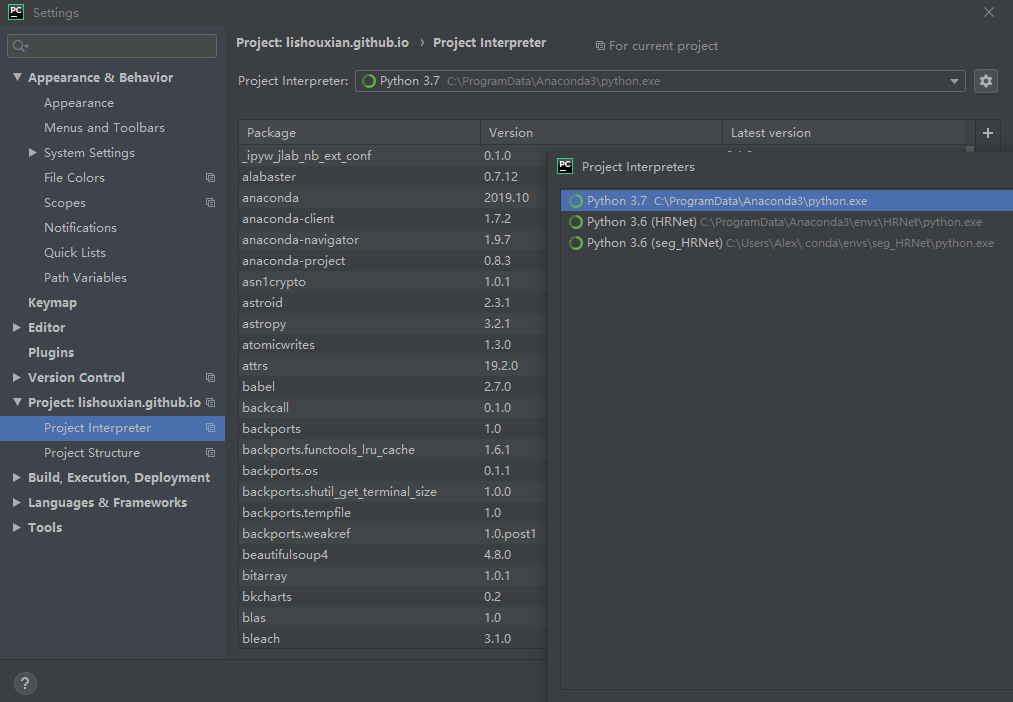 PC Settings
Project: lishouxian.github.io › Project Interpreter
For current project
Appearance & Behavior
Appearance
Menus and Toolbars
System Settings
File Colors
Scopes
Notifications
Quick Lists
Path Variables
Keymap
Editor
Plugins
Version Control
Project: lishouxian.github.io
Project Interpreter
Project Structure
Build, Execution, Deployment
Languages & Frameworks
Tools
?
Project Interpreter: Python 3.7 C:\ProgramData\Anaconda3\python.exe
Package Version Latest version +
_ipyw_jlab_nb_ext_conf 0.1.0
alabaster 0.7.12
anaconda 2019.10
anaconda-client 1.7.2
anaconda-navigator 1.9.7
anaconda-project 0.8.3
asn1crypto 1.0.1
astroid 2.3.1
astropy 3.2.1
atomicwrites 1.3.0
attrs 19.2.0
babel 2.7.0
backcall 0.1.0
backports 1.0
backports.functools_lru_cache 1.6.1
backports.os 0.1.1
backports.shutil_get_terminal_size 1.0.0
backports.tempfile 1.0
backports.weakref 1.0.post1
beautifulsoup4 4.8.0
bitarray 1.0.1
bkcharts 0.2
blas 1.0
bleach 3.1.0
PC Project Interpreters
Python 3.7 C:\ProgramData\Anaconda3\python.exe
Python 3.6 (HRNet) C:\ProgramData\Anaconda3\envs\HRNet\python.exe
Python 3.6 (seg_HRNet) C:\Users\Alex\.conda\envs\seg_HRNet\python.exe